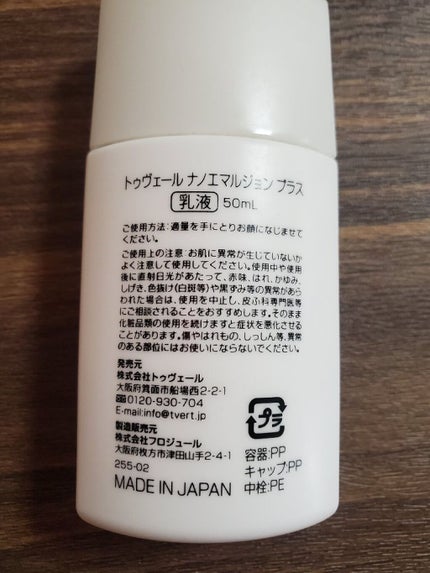 トゥヴェール ナノエマルジョン プラス
乳液 50mL
ご使用方法:適量を手にとりお顔になじませて
ください。
ご使用上の注意:お肌に異常が生じていないか
よく注意して使用してください。使用中や使用
後に直射日光があたって、赤味、はれ、かゆみ、
しげき、色抜け(白斑等)や黒ずみ等の異常があら
われた場合は、使用を中止し、皮ふ科専門医等
にご相談されることをおすすめします。そのまま
化粧品類の使用を続けますと症状を悪化させる
ことがあります。傷やはれもの、しっしん等、異常
のある部位にはお使いにならないでください。
発売元
株式会社トゥヴェール
大阪府箕面市船場西2-2-1
0120-930-704
E-mail:info@tvert.jp
製造販売元
株式会社フロジュール
大阪府枚方市津田山手2-4-1
255-02
MADE IN JAPAN
プラ
容器:PP
キャップ:PP
中栓:PE